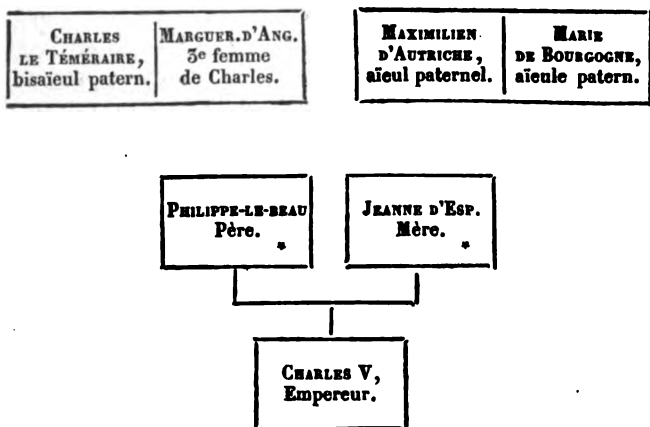 CHARLES
LE TÉMÉRAIRE,
bisaïeul patern.
MARGUER. D'ANG.
3e femme
de Charles.
MAXIMILIEN
D'AUTRICHE,
aïeul paternel.
MARIE
DE BOURGOGNE,
aïeule patern.
PHILIPPE-LE-BEAU
Père.
*
JEANNE D'ESP.
Mère.
*
CHARLES V,
Empereur.